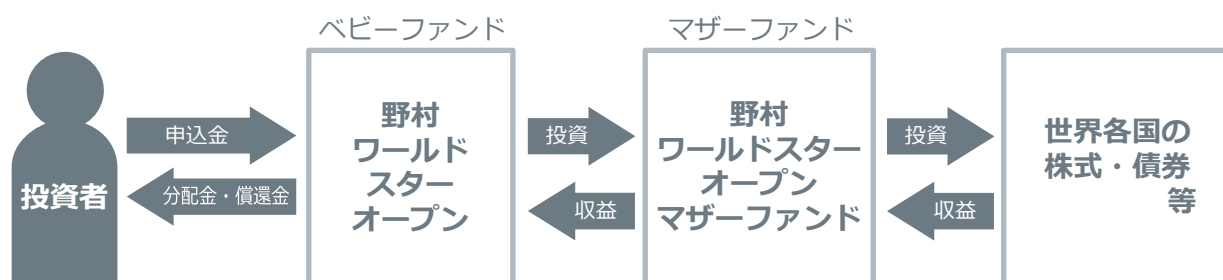 ベビーファンド
マザーファンド
投資者
申込金
分配金・償還金
野村
ワールド
スター
オープン
投資
収益
野村
ワールドスター
オープン
マザーファンド
投資
収益
世界各国の
株式・債券
等